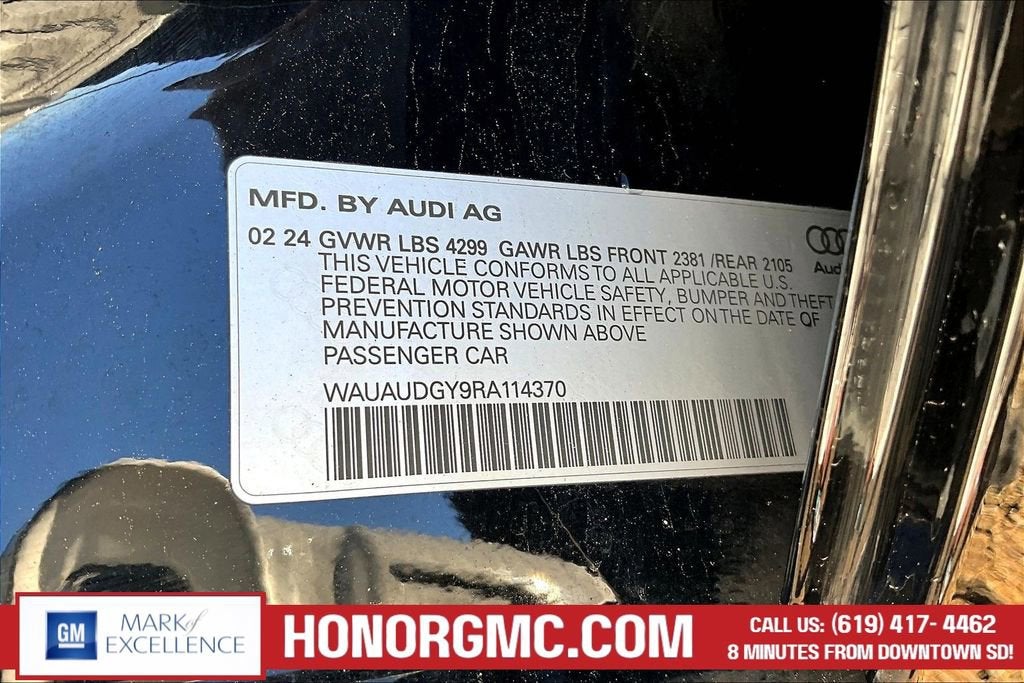 MFD. BY AUDI AG
02 24 GVWR LBS 4299 GAWR LBS FRONT 2381 /REAR 2105
Audi
THIS VEHICLE CONFORMS TO ALL APPLICABLE U.S.
FEDERAL MOTOR VEHICLE SAFETY, BUMPER AND THEFT
PREVENTION STANDARDS IN EFFECT ON THE DATE OF
MANUFACTURE SHOWN ABOVE
PASSENGER CAR
WAUAUDGY9RA114370
GM
MARK of
EXCELLENCE
HONORGMC.COM
CALL US: (619) 417- 4462
8 MINUTES FROM DOWNTOWN SD!